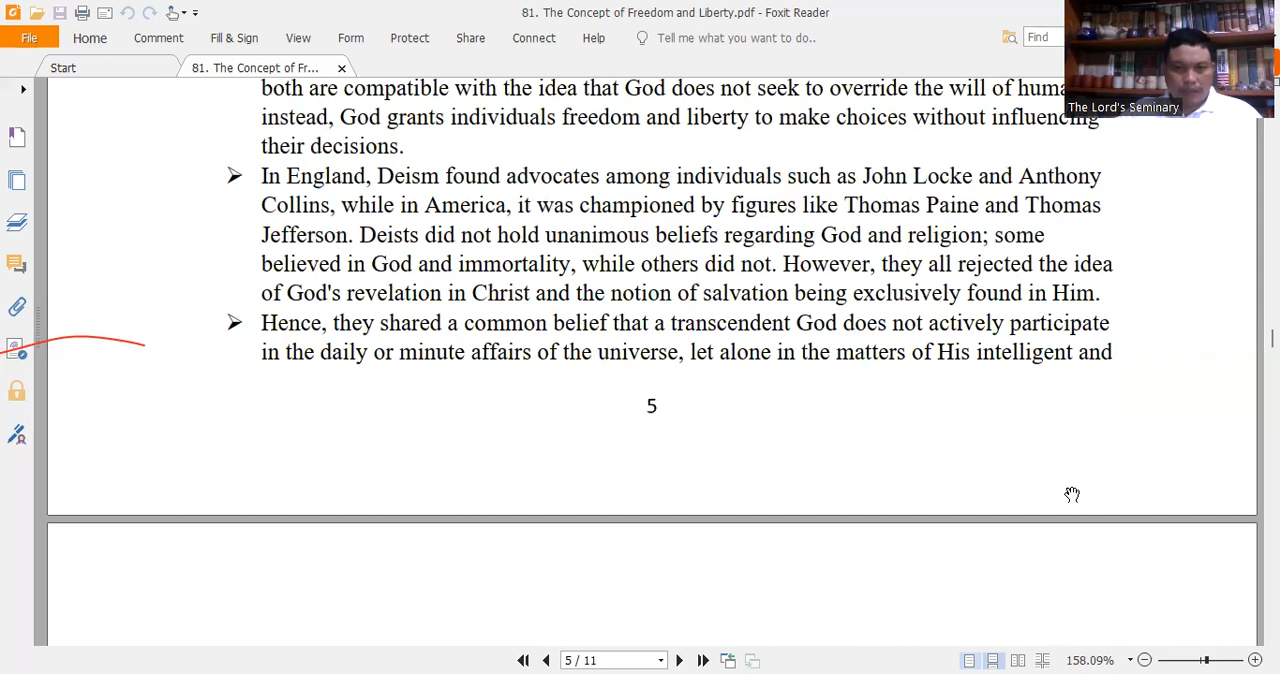 81. The Concept of Freedom and Liberty.pdf - Foxit Reader
File Home Comment Fill & Sign View Form Protect Share Connect Help Tell me what you want to do.. Find
Start 81. The Concept of Fr...
The Lord's Seminary
both are compatible with the idea that God does not seek to override the will of
instead, God grants individuals freedom and liberty to make choices without influencing
their decisions.
In England, Deism found advocates among individuals such as John Locke and Anthony
Collins, while in America, it was championed by figures like Thomas Paine and Thomas
Jefferson. Deists did not hold unanimous beliefs regarding God and religion; some
believed in God and immortality, while others did not. However, they all rejected the idea
of God's revelation in Christ and the notion of salvation being exclusively found in Him.
Hence, they shared a common belief that a transcendent God does not actively participate
in the daily or minute affairs of the universe, let alone in the matters of His intelligent and
5
5 / 11 158.09%